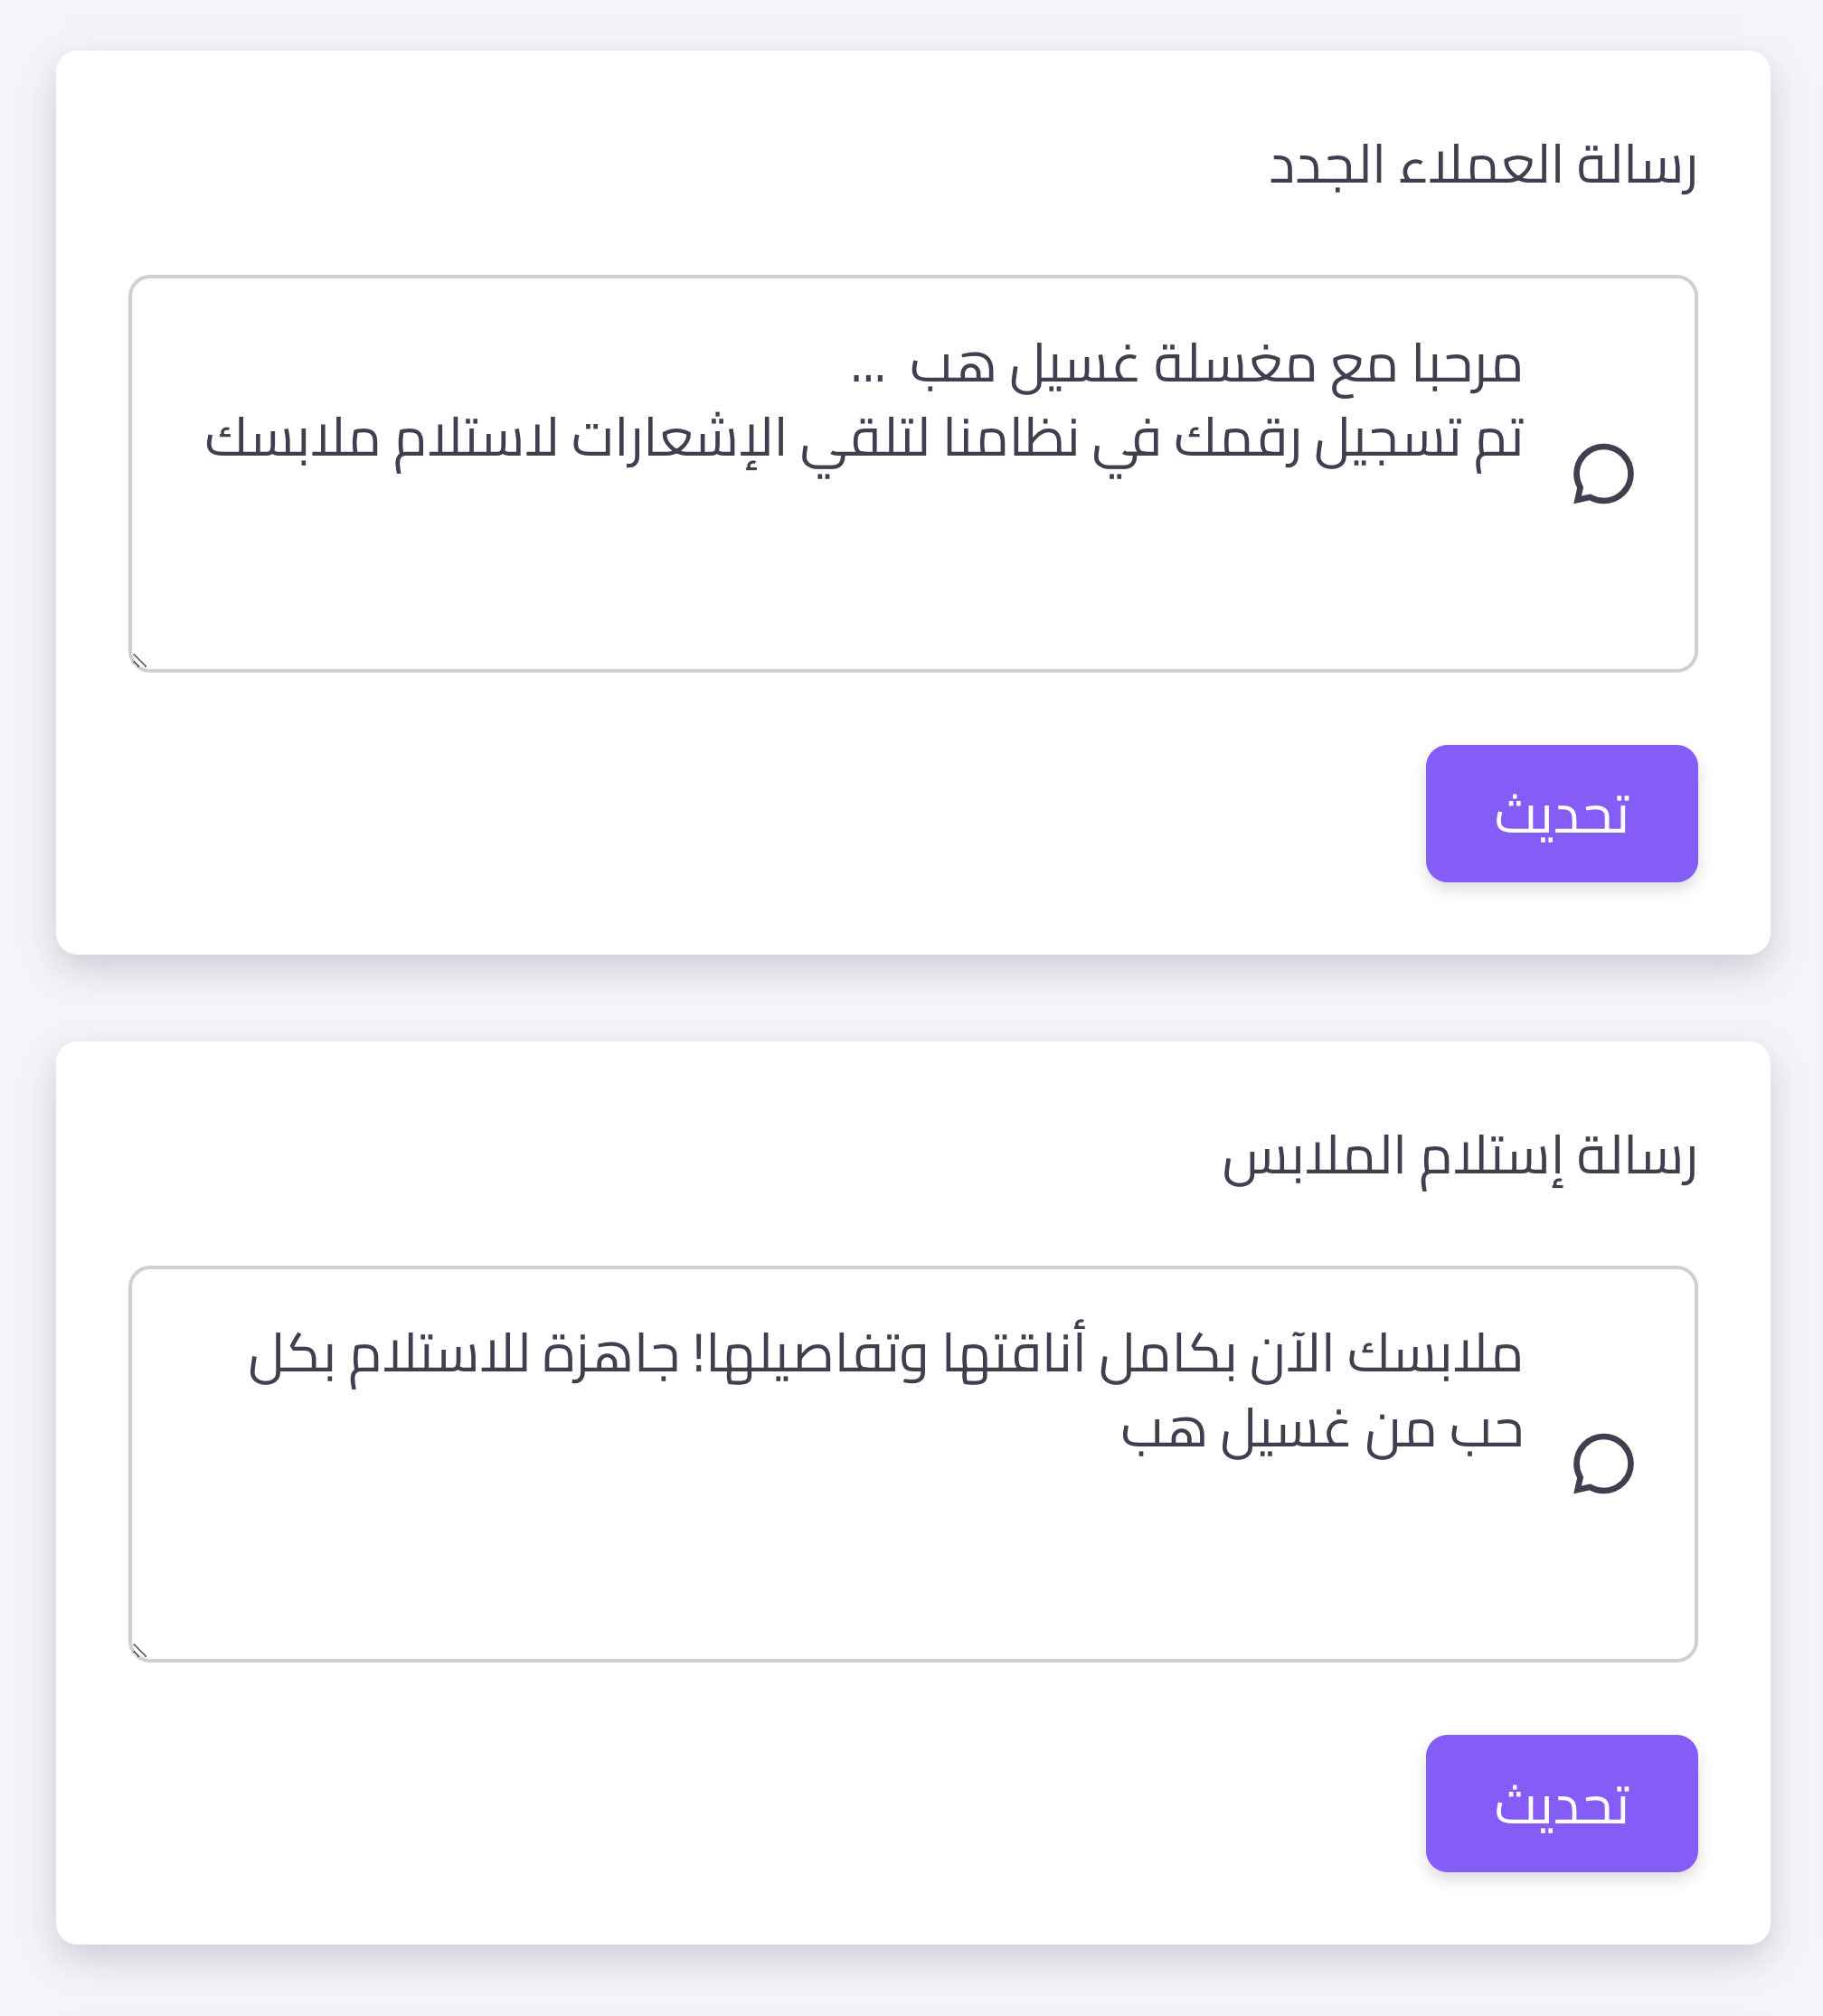 رسالة العملاء الجدد
مرحبا مع مغسلة غسيل هب ...
تم تسجيل رقمك في نظامنا لتلقي الإشعارات لاستلام ملابسك
تحديث
رسالة إستلام الملابس
ملابسك الآن بكامل أناقتها وتفاصيلها! جاهزة للاستلام بكل
حب من غسيل هب
تحديث